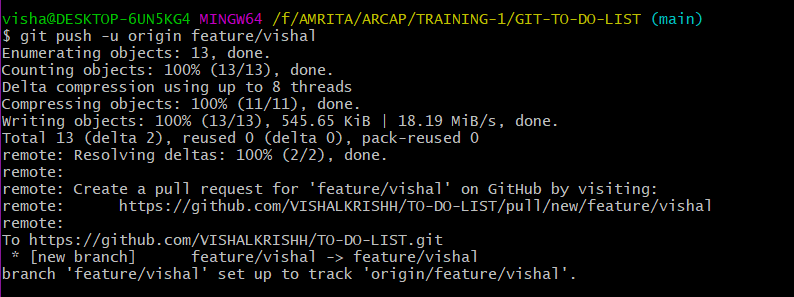 visha@DESKTOP-6UN5KG4 MINGW64 /f/AMRITA/ARCAP/TRAINING-1/GIT-TO-DO-LIST (main)
$ git push -u origin feature/vishal
Enumerating objects: 13, done.
Counting objects: 100% (13/13), done.
Delta compression using up to 8 threads
Compressing objects: 100% (11/11), done.
Writing objects: 100% (13/13), 545.65 KiB | 18.19 MiB/s, done.
Total 13 (delta 2), reused 0 (delta 0), pack-reused 0
remote: Resolving deltas: 100% (2/2), done.
remote:
remote: Create a pull request for 'feature/vishal' on GitHub by visiting:
remote:      https://github.com/VISHALKRISHH/TO-DO-LIST/pull/new/feature/vishal
remote:
To https://github.com/VISHALKRISHH/TO-DO-LIST.git
 * [new branch]      feature/vishal -> feature/vishal
branch 'feature/vishal' set up to track 'origin/feature/vishal'.